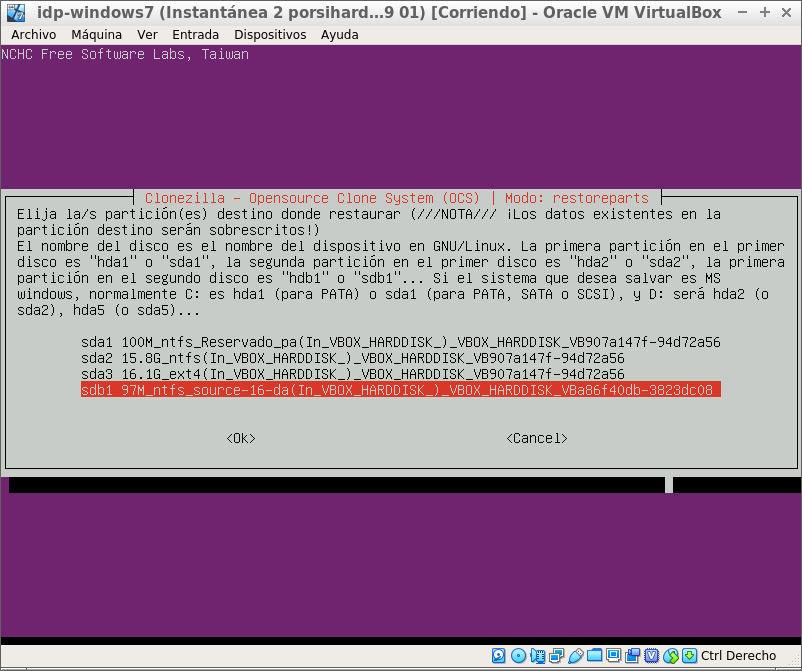 idp-windows7 (Instantánea 2 porsihard...9 01) [Corriendo] - Oracle VM VirtualBox
Archivo Máquina Ver Entrada Dispositivos Ayuda
NCHC Free Software Labs, Taiwan
Clonezilla - Opensource Clone System (OCS) | Modo: restoreparts
Elija la/s partición(es) destino donde restaurar (///NOTA/// ¡Los datos existentes en la
partición destino serán sobrescritos!)
El nombre del disco es el nombre del dispositivo en GNU/Linux. La primera partición en el primer
disco es "hda1" o "sda1", la segunda partición en el primer disco es "hda2" o "sda2", la primera
partición en el segundo disco es "hdb1" o "sdb1"... Si el sistema que desea salvar es MS
windows, normalmente C: es hda1 (para PATA) o sda1 (para PATA, SATA o SCSI), y D: será hda2 (o
sda2), hda5 (o sda5)...
sda1 100M_ntfs_Reservado_pa(In_VBOX_HARDDISK_)_VBOX_HARDDISK_VB907a147f-94d72a56
sda2 15.8G_ntfs(In_VBOX_HARDDISK_)_VBOX_HARDDISK_VB907a147f-94d72a56
sda3 16.1G_ext4(In_VBOX_HARDDISK_)_VBOX_HARDDISK_VB907a147f-94d72a56
sdb1 97M_ntfs_source-16-da(In_VBOX_HARDDISK_)_VBOX_HARDDISK_VBa86f40db-3823dc08
<Ok> <Cancel>
Ctrl Derecho